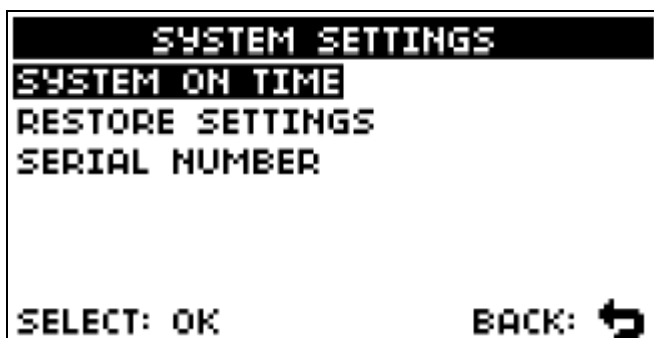 SYSTEM SETTINGS
SYSTEM ON TIME
RESTORE SETTINGS
SERIAL NUMBER
SELECT: OK BACK: